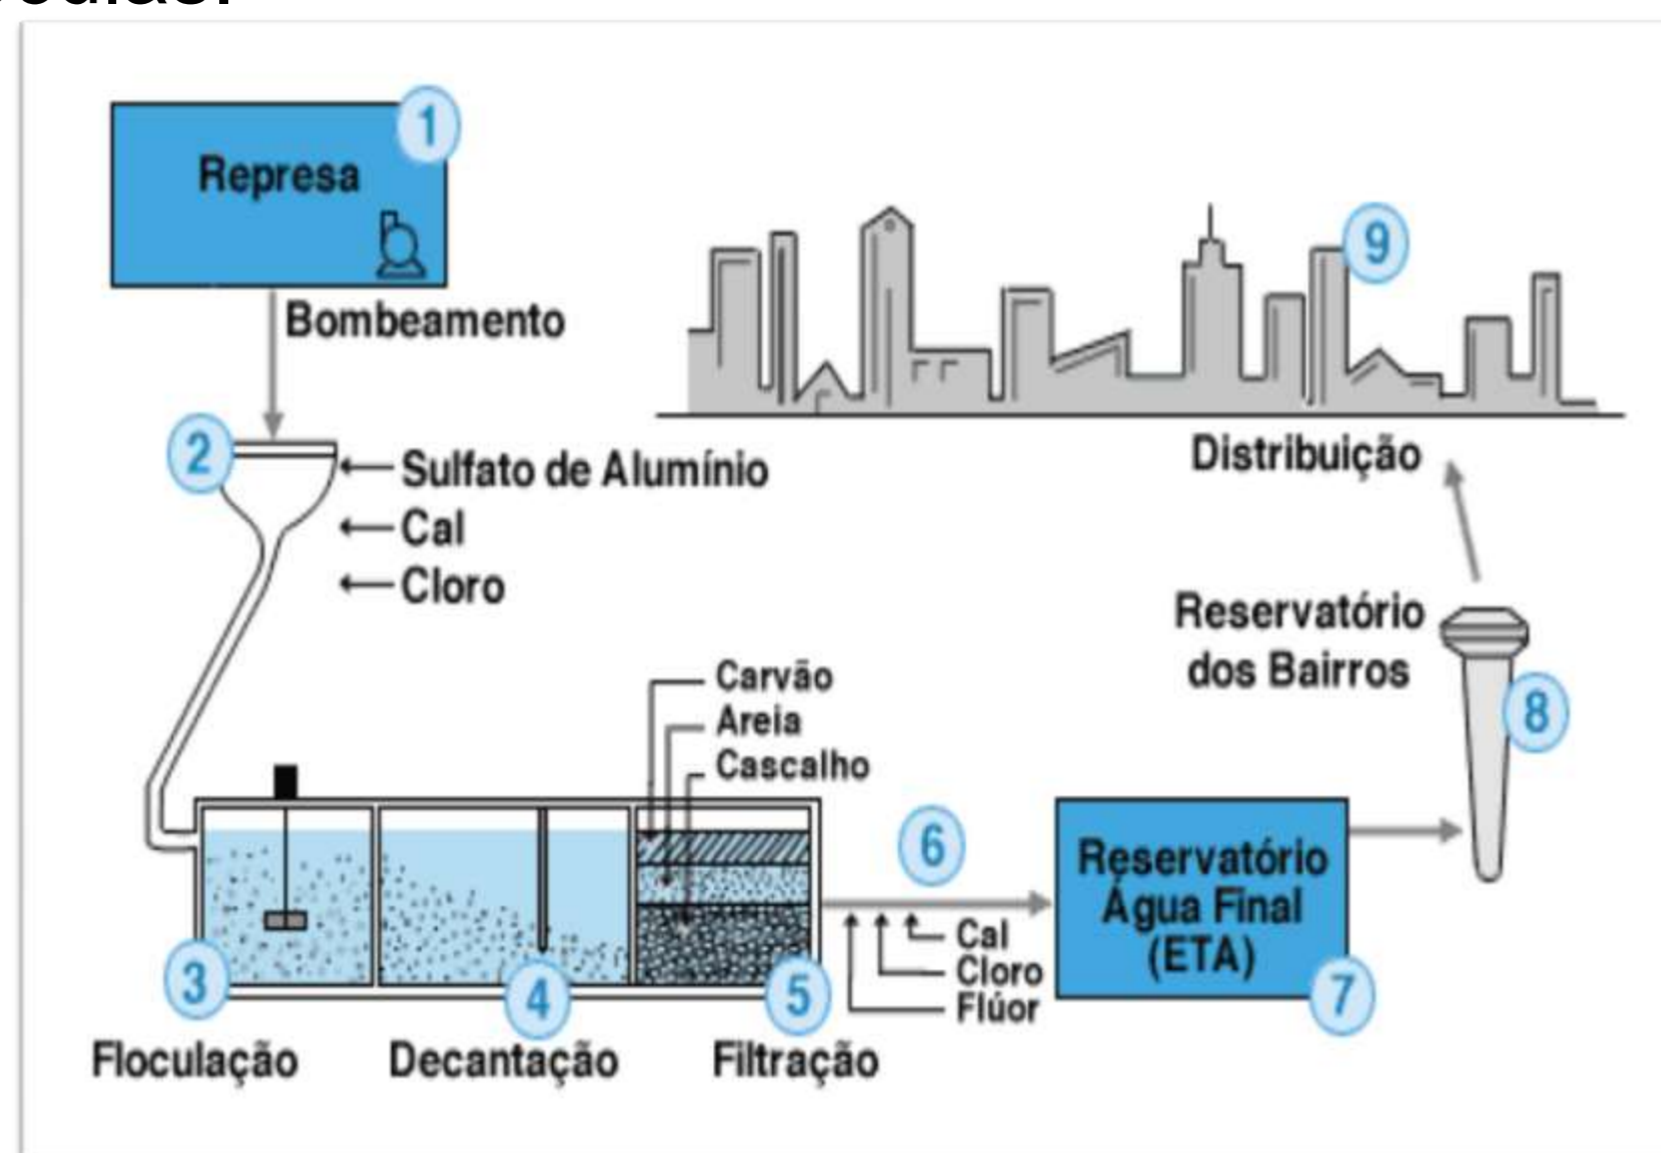 1
Represa
Bombeamento
2
Sulfato de Alumínio
Cal
Cloro
9
Distribuição
Reservatório
dos Bairros
8
Carvão
Areia
Cascalho
3
4
5
Floculação
Decantação
Filtração
6
Cal
Cloro
Flúor
Reservatório
Água Final
(ETA)
7